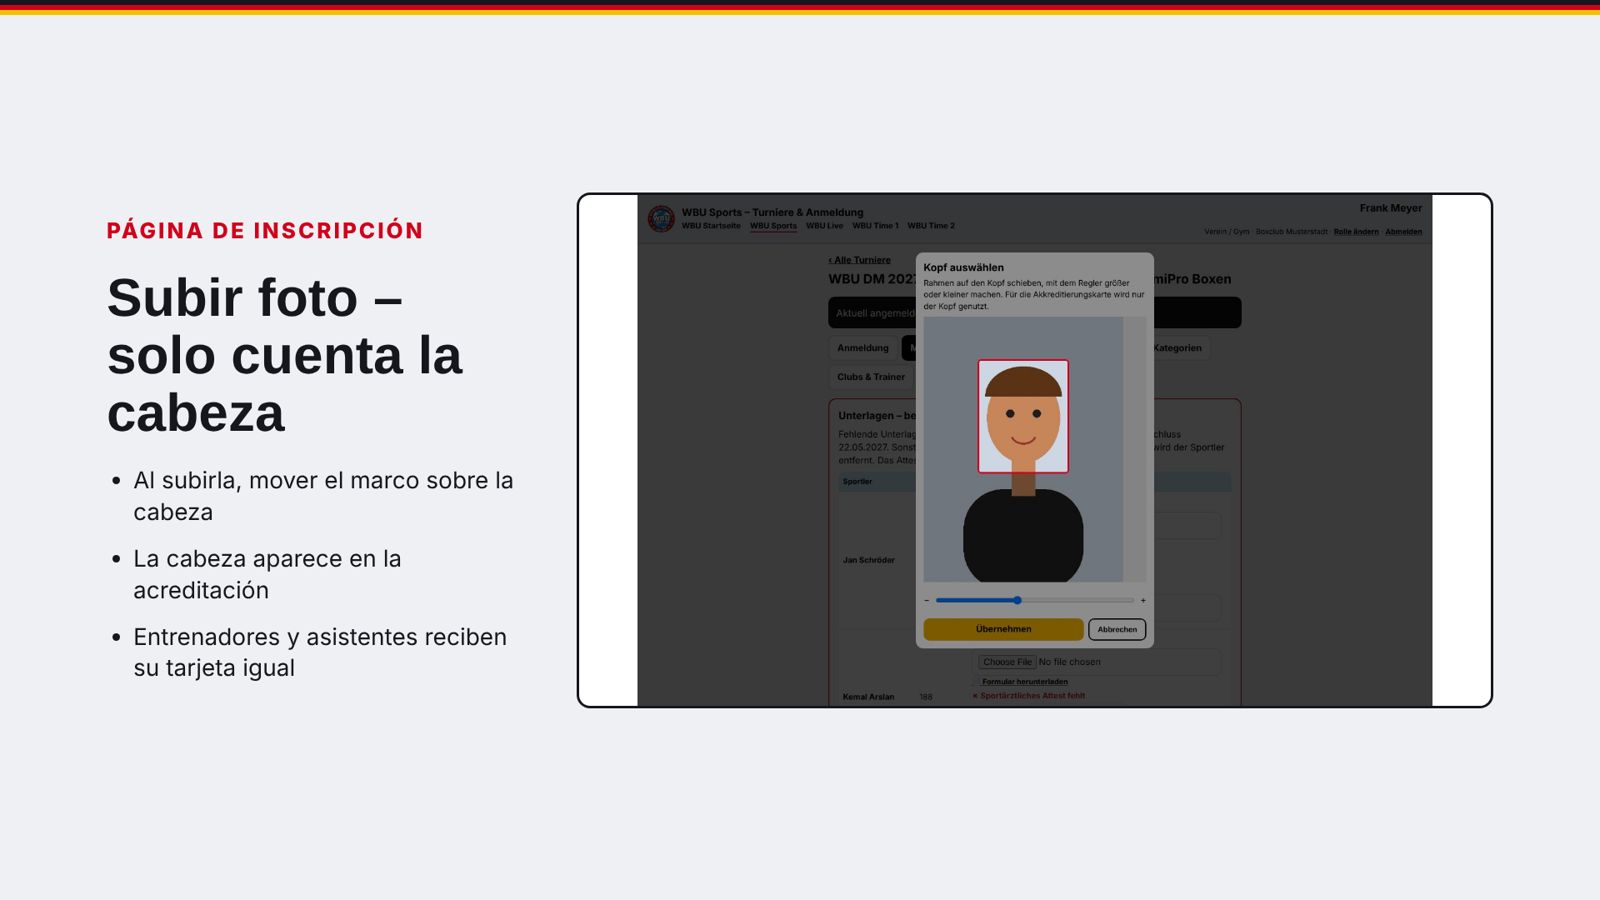 PÁGINA DE INSCRIPCIÓN
Subir foto –
solo cuenta la
cabeza
• Al subirla, mover el marco sobre la
cabeza
• La cabeza aparece en la
acreditación
• Entrenadores y asistentes reciben
su tarjeta igual
WBU Sports – Turniere & Anmeldung
WBU Startseite WBU Sports WBU Live WBU Time 1 WBU Time 2
Frank Meyer
Verein / Gym · Boxclub Musterstadt · Rolle ändern · Abmelden
‹ Alle Turniere
WBU DM 2027 miPro Boxen
Aktuell angemeld
Anmeldung M Kategorien
Clubs & Trainer
Unterlagen – be
Fehlende Unterlag chluss
22.05.2027. Sonst wird der Sportler
entfernt. Das Attes
Sportler
Jan Schröder
Kopf auswählen
Rahmen auf den Kopf schieben, mit dem Regler größer
oder kleiner machen. Für die Akkreditierungskarte wird nur
der Kopf genutzt.
− +
Übernehmen Abbrechen
Choose File No file chosen
Formular herunterladen
Kemal Arslan 188 × Sportärztliches Attest fehlt